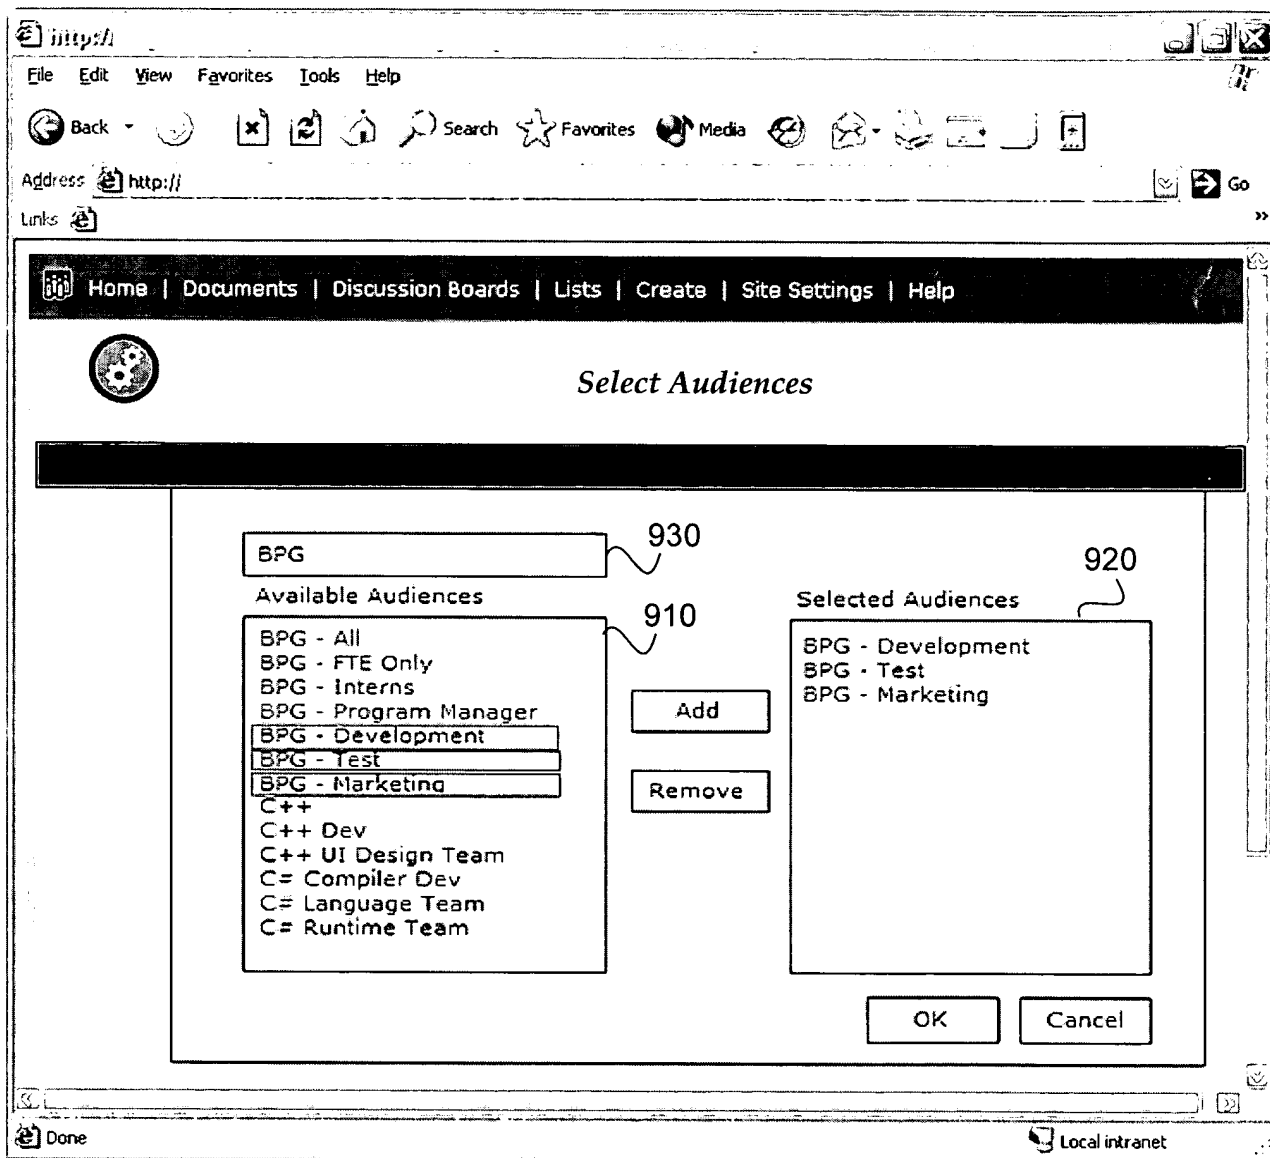 http://
File Edit View Favorites Tools Help
Back Search Favorites Media
Address http:// Go
Links »
Home | Documents | Discussion Boards | Lists | Create | Site Settings | Help
Select Audiences
BPG
930
920
Available Audiences
Selected Audiences
910
BPG - All
BPG - FTE Only
BPG - Interns
BPG - Program Manager
BPG - Development
BPG - Test
BPG - Marketing
C++
C++ Dev
C++ UI Design Team
C# Compiler Dev
C# Language Team
C# Runtime Team
Add
Remove
BPG - Development
BPG - Test
BPG - Marketing
OK Cancel
Done Local intranet